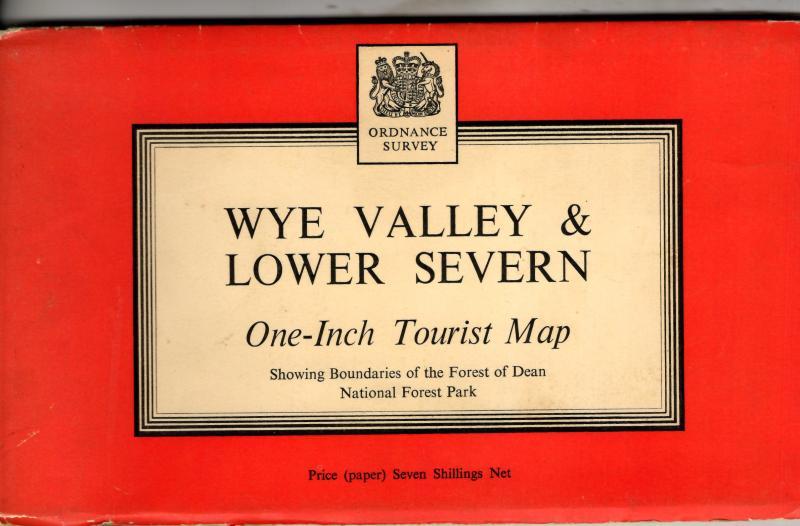 ORDNANCE
SURVEY
WYE VALLEY &
LOWER SEVERN
One-Inch Tourist Map
Showing Boundaries of the Forest of Dean
National Forest Park
Price (paper) Seven Shillings Net